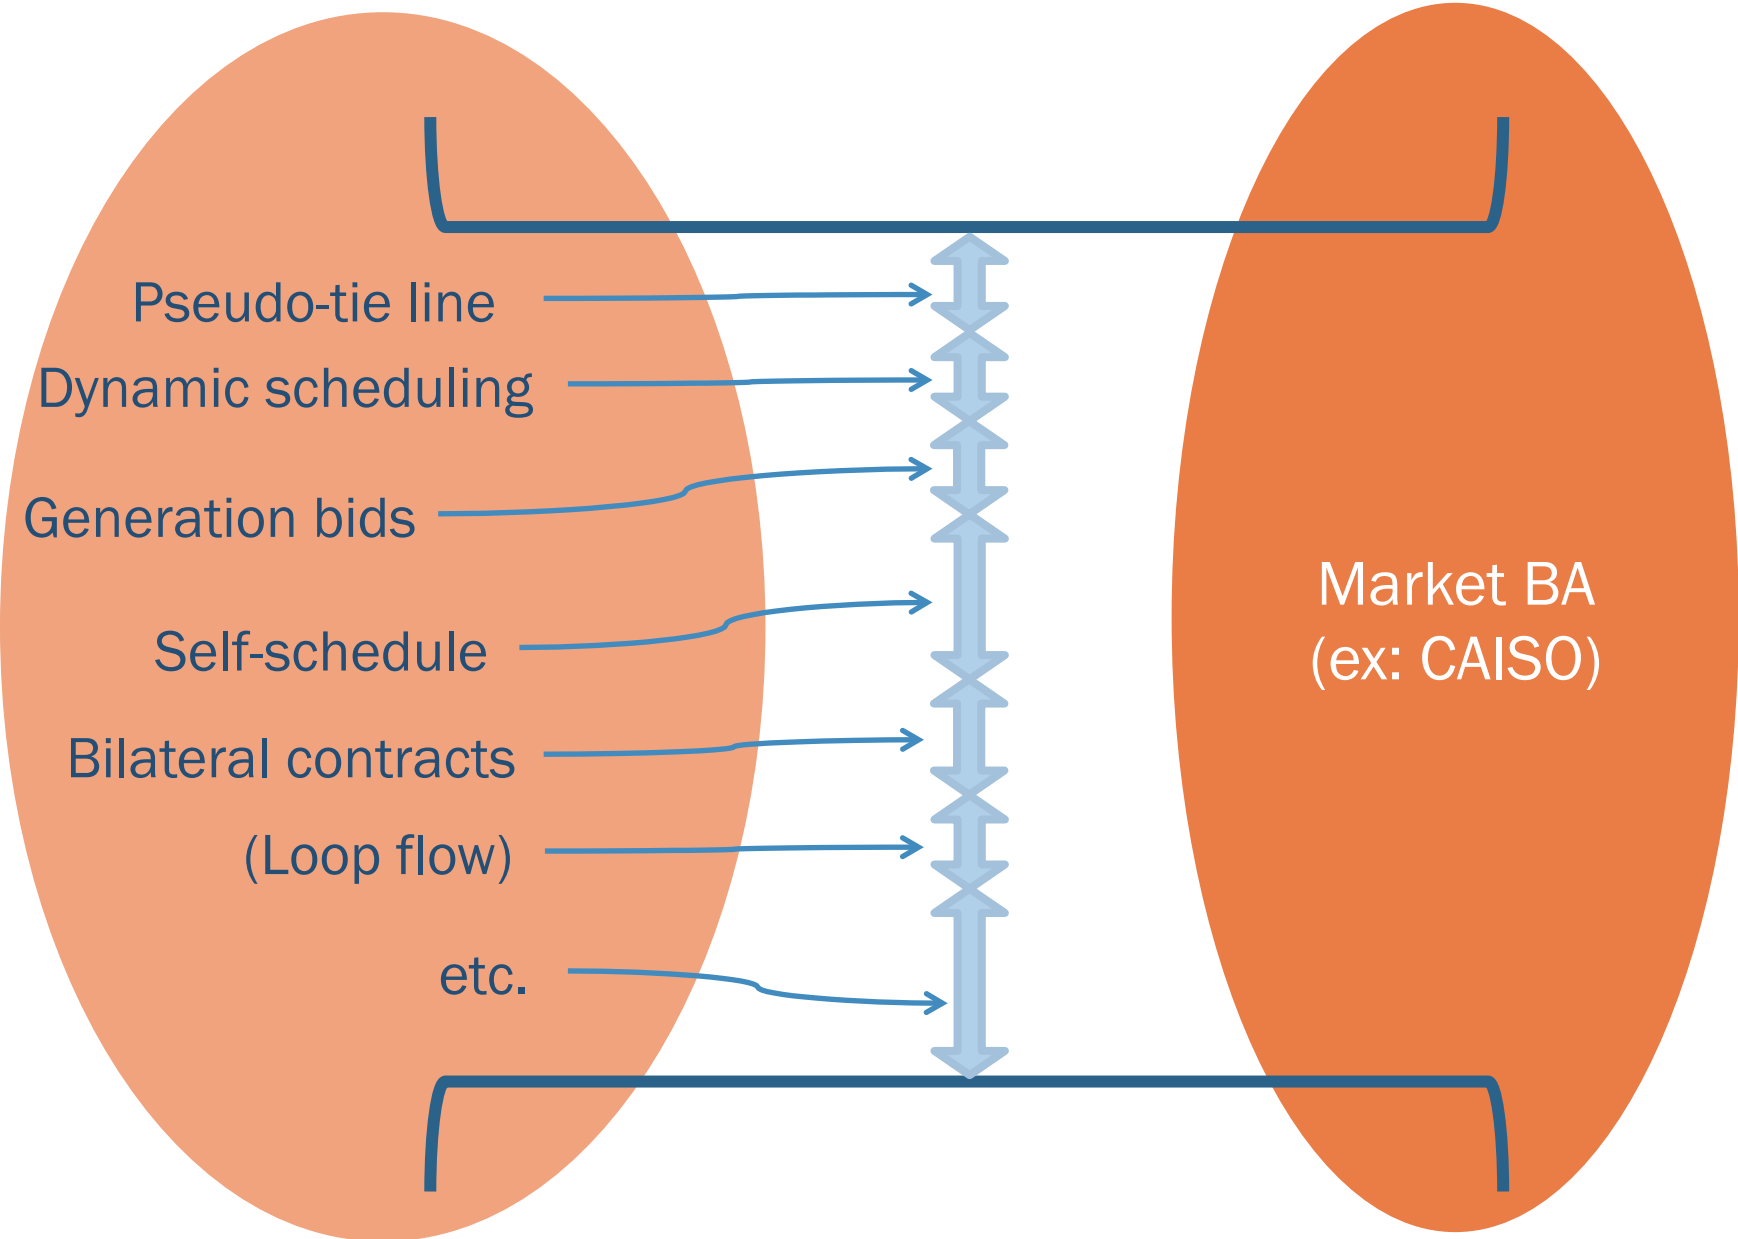 Pseudo-tie line
Dynamic scheduling
Generation bids
Self-schedule
Bilateral contracts
(Loop flow)
etc.
Market BA
(ex: CAISO)